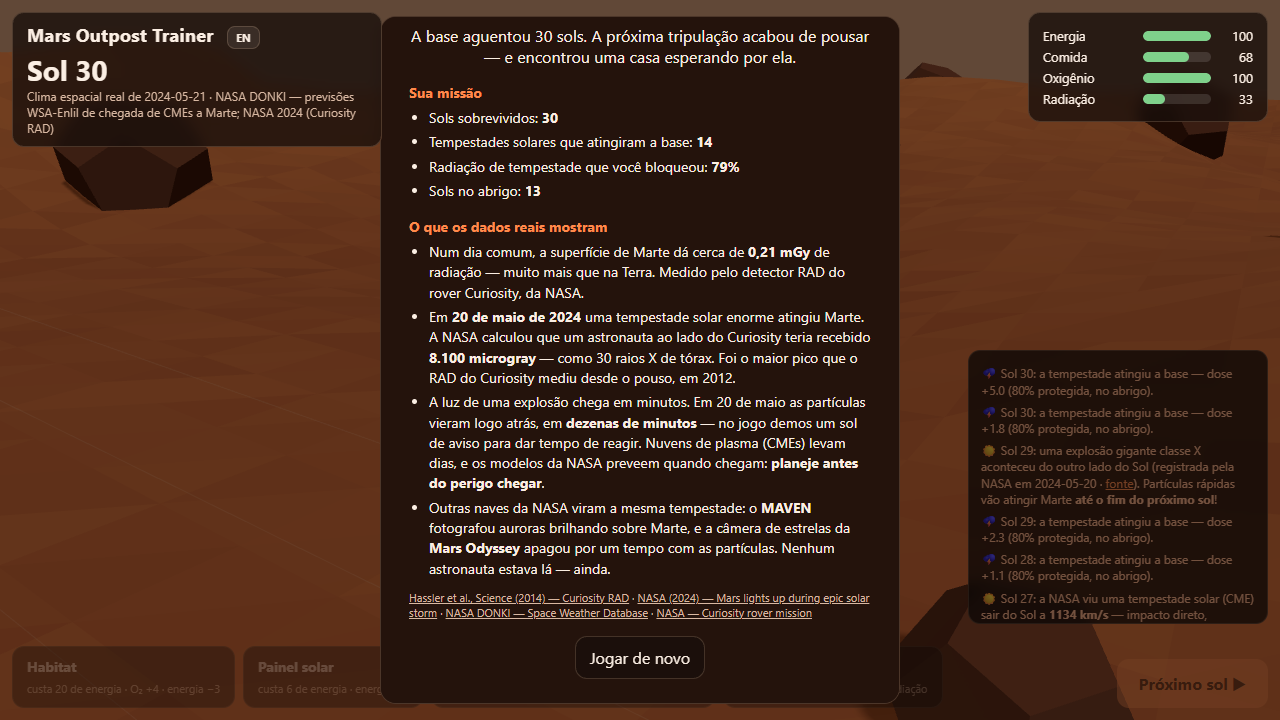 Mars Outpost Trainer EN
Sol 30
Clima espacial real de 2024-05-21 · NASA DONKI — previsões
WSA-Enlil de chegada de CMEs a Marte; NASA 2024 (Curiosity
RAD)
A base aguentou 30 sols. A próxima tripulação acabou de pousar
— e encontrou uma casa esperando por ela.
Sua missão
• Sols sobrevividos: 30
• Tempestades solares que atingiram a base: 14
• Radiação de tempestade que você bloqueou: 79%
• Sols no abrigo: 13
O que os dados reais mostram
• Num dia comum, a superfície de Marte dá cerca de 0,21 mGy de
radiação — muito mais que na Terra. Medido pelo detector RAD do
rover Curiosity, da NASA.
• Em 20 de maio de 2024 uma tempestade solar enorme atingiu Marte.
A NASA calculou que um astronauta ao lado do Curiosity teria recebido
8.100 microgray — como 30 raios X de tórax. Foi o maior pico que o
RAD do Curiosity mediu desde o pouso, em 2012.
• A luz de uma explosão chega em minutos. Em 20 de maio as partículas
vieram logo atrás, em dezenas de minutos — no jogo demos um sol
de aviso para dar tempo de reagir. Nuvens de plasma (CMEs) levam
dias, e os modelos da NASA preveem quando chegam: planeje antes
do perigo chegar.
• Outras naves da NASA viram a mesma tempestade: o MAVEN
fotografou auroras brilhando sobre Marte, e a câmera de estrelas da
Mars Odyssey apagou por um tempo com as partículas. Nenhum
astronauta estava lá — ainda.
Hassler et al., Science (2014) — Curiosity RAD · NASA (2024) — Mars lights up during epic solar
storm · NASA DONKI — Space Weather Database · NASA — Curiosity rover mission
Jogar de novo
Energia 100
Comida 68
Oxigênio 100
Radiação 33
Sol 30: a tempestade atingiu a base — dose
+5.0 (80% protegida, no abrigo).
Sol 30: a tempestade atingiu a base — dose
+1.8 (80% protegida, no abrigo).
Sol 29: uma explosão gigante classe X
aconteceu do outro lado do Sol (registrada pela
NASA em 2024-05-20 · fonte). Partículas rápidas
vão atingir Marte até o fim do próximo sol!
Sol 29: a tempestade atingiu a base — dose
+2.3 (80% protegida, no abrigo).
Sol 28: a tempestade atingiu a base — dose
+1.1 (80% protegida, no abrigo).
Sol 27: a NASA viu uma tempestade solar (CME)
sair do Sol a 1134 km/s — impacto direto,
Habitat
custa 20 de energia · O₂ +4 · energia −3
Painel solar
custa 6 de energia ·
Próximo sol ▶